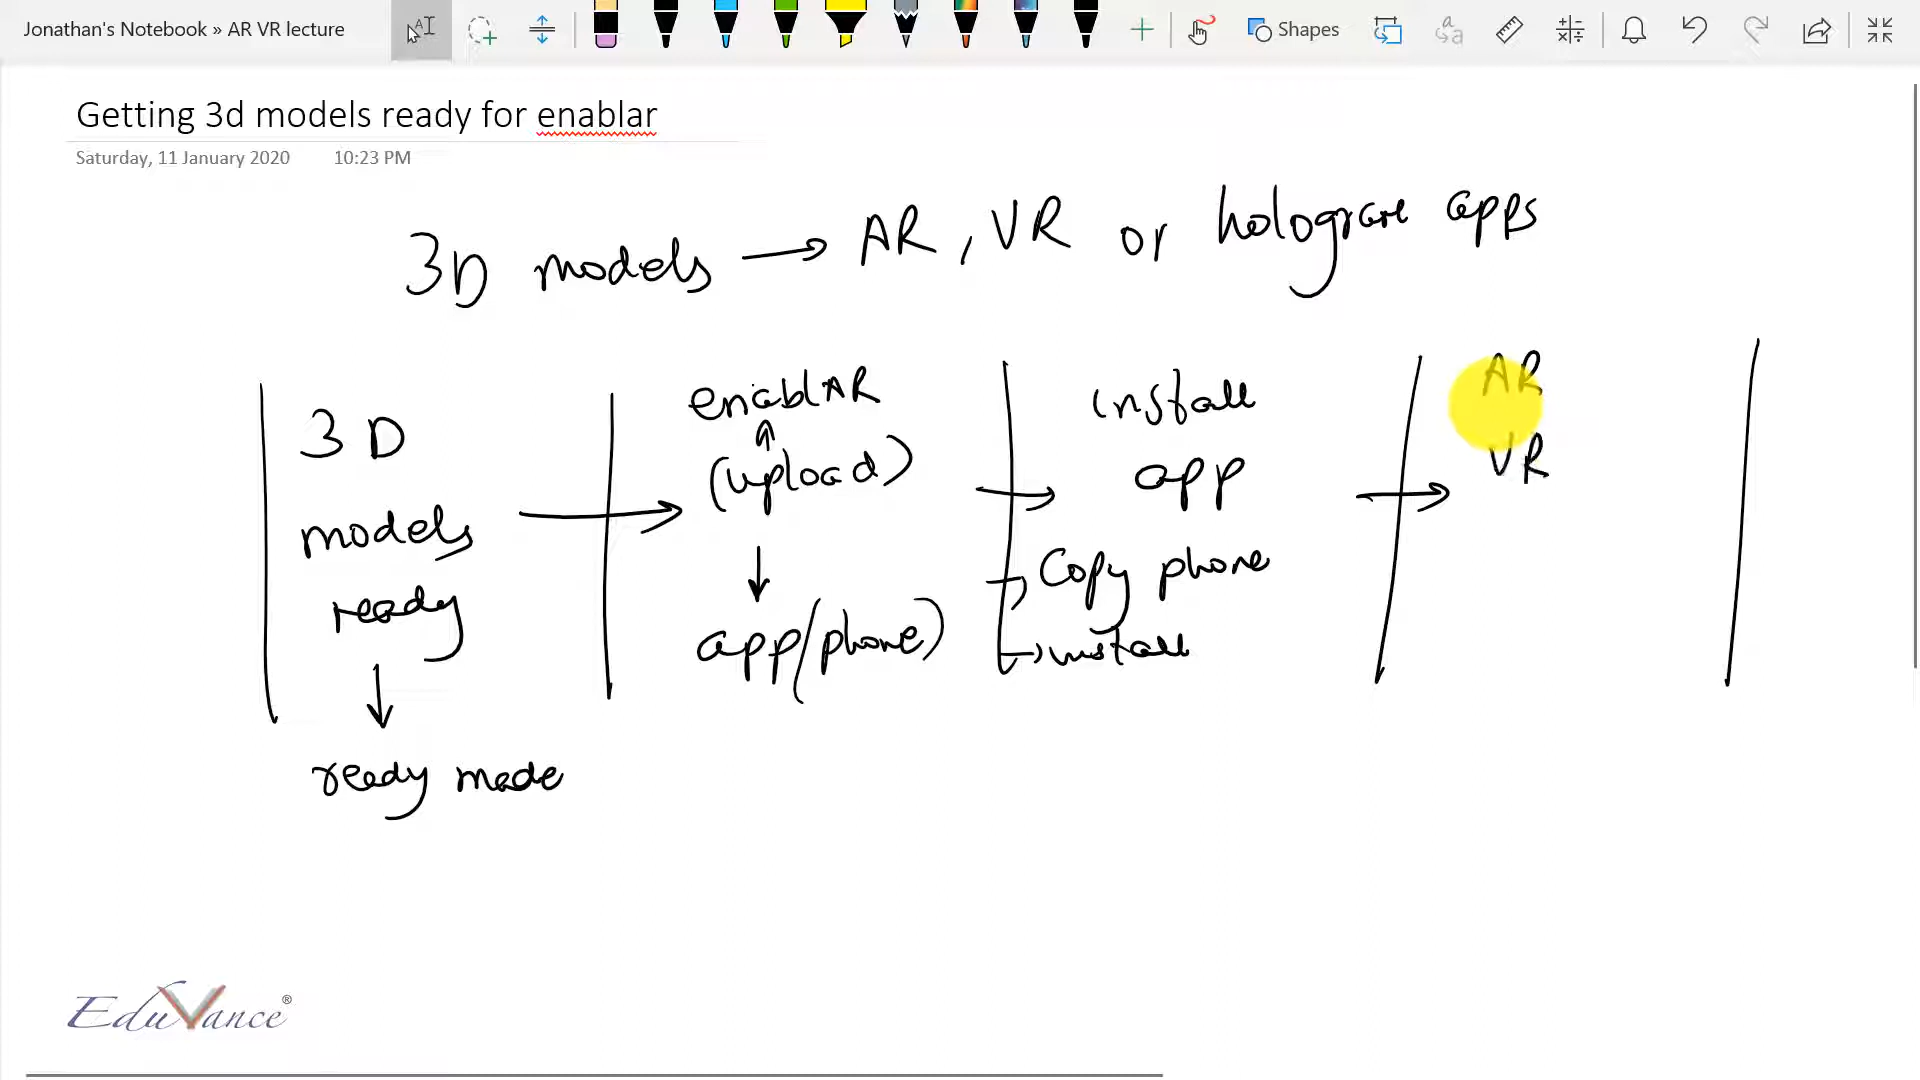 Jonathan's Notebook » AR VR lecture
Shapes
Getting 3d models ready for enablar
Saturday, 11 January 2020 10:23 PM
3D models → AR, VR or hologram apps
3D
models
ready
↓
ready made
→
enablAR
↑
(upload)
↓
app(phone)
→
install
app
→ Copy phone
→ install
→
AR
VR
EduVance®